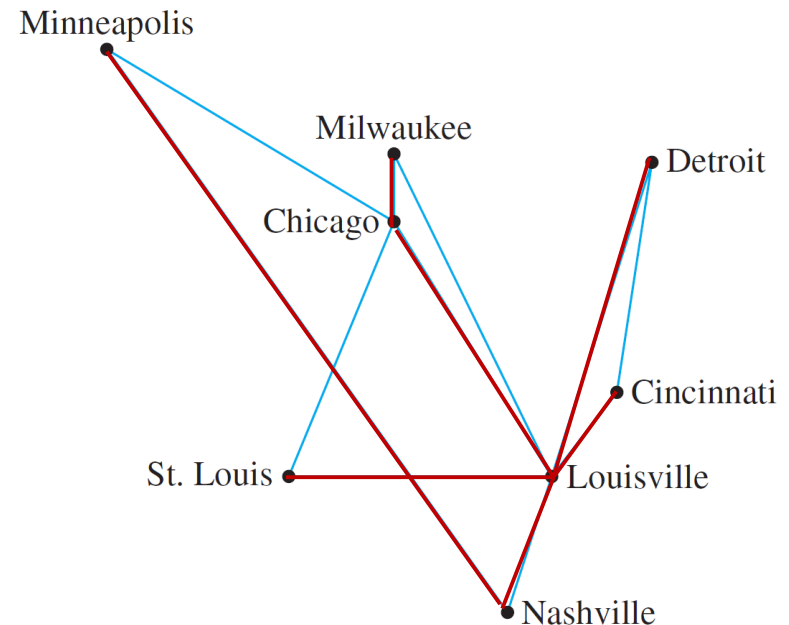 Minneapolis
Milwaukee
Detroit
Chicago
Cincinnati
St. Louis
Louisville
Nashville